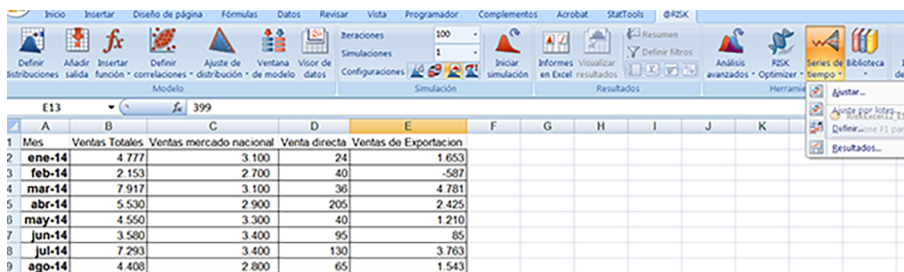 Inicio Insertar Diseño de página Fórmulas Datos Revisar Vista Programador Complementos Acrobat StatTools @RISK
Definir distribuciones Añadir salida Insertar función Definir correlaciones Ajuste de distribución Ventana de modelo Visor de datos
Modelo
Iteraciones 100
Simulaciones 1
Configuraciones
Iniciar simulación
Simulación
Informes en Excel Visualizar resultados
Resumen
Definir filtros
Resultados
Análisis avanzados RISK Optimizer Series de tiempo Biblioteca
Herramie
Ajustar...
Ajuste por lotes...
Definir...
Resultados...
E13 fx 399
A B C D E F G H I J K
1 Mes Ventas Totales Ventas mercado nacional Venta directa Ventas de Exportacion
2 ene-14 4.777 3.100 24 1.653
3 feb-14 2.153 2.700 40 -587
4 mar-14 7.917 3.100 36 4.781
5 abr-14 5.530 2.900 205 2.425
6 may-14 4.550 3.300 40 1.210
7 jun-14 3.580 3.400 95 85
8 jul-14 7.293 3.400 130 3.763
9 ago-14 4.408 2.800 65 1.543